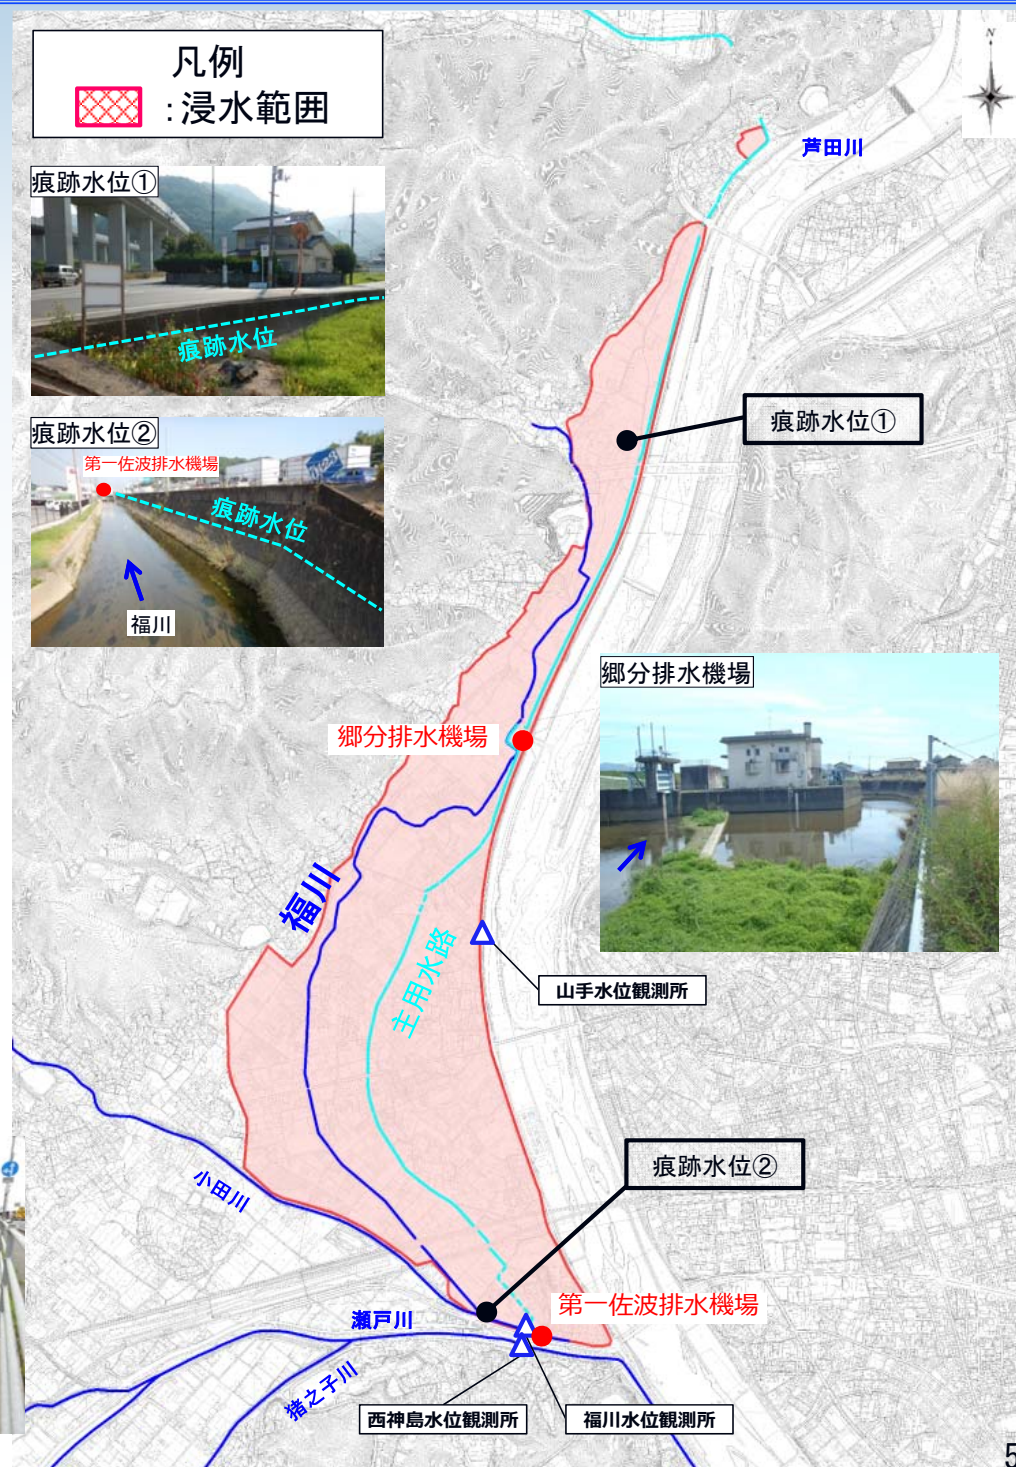 凡例
：浸水範囲
N
芦田川
痕跡水位①
痕跡水位
痕跡水位①
痕跡水位②
第一佐波排水機場
痕跡水位
福川
郷分排水機場
郷分排水機場
福川
主用水路
山手水位観測所
痕跡水位②
小田川
第一佐波排水機場
瀬戸川
猪之子川
西神島水位観測所
福川水位観測所
5